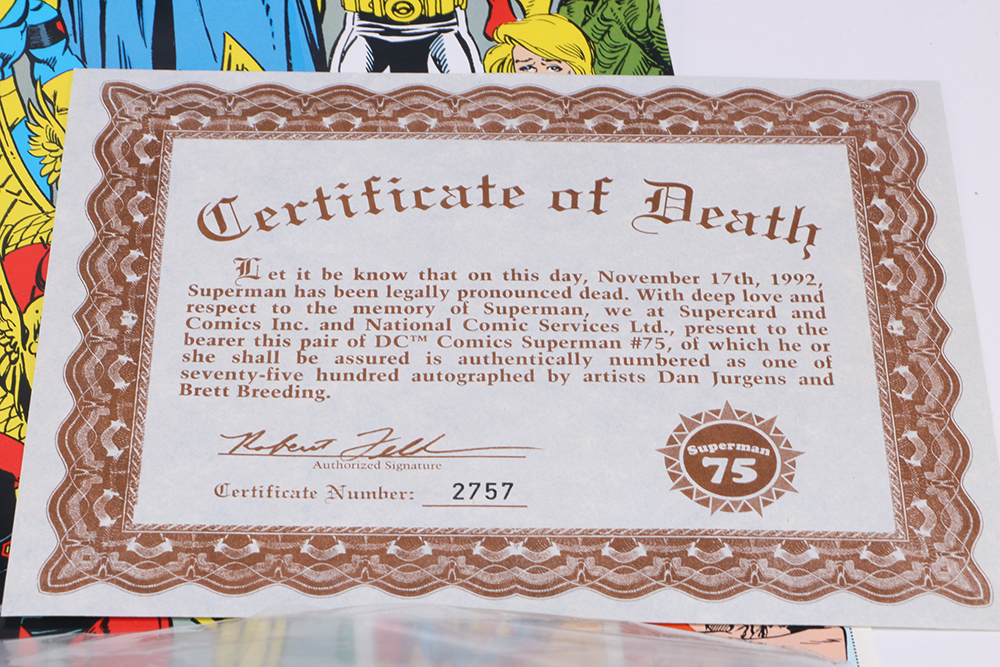 Certificate of Death
Let it be know that on this day, November 17th, 1992,
Superman has been legally pronounced dead. With deep love and
respect to the memory of Superman, we at Supercard and
Comics Inc. and National Comic Services Ltd., present to the
bearer this pair of DC™ Comics Superman #75, of which he or
she shall be assured is authentically numbered as one of
seventy-five hundred autographed by artists Dan Jurgens and
Brett Breeding.
Robert Feld
Authorized Signature
Certificate Number: 2757
Superman
75